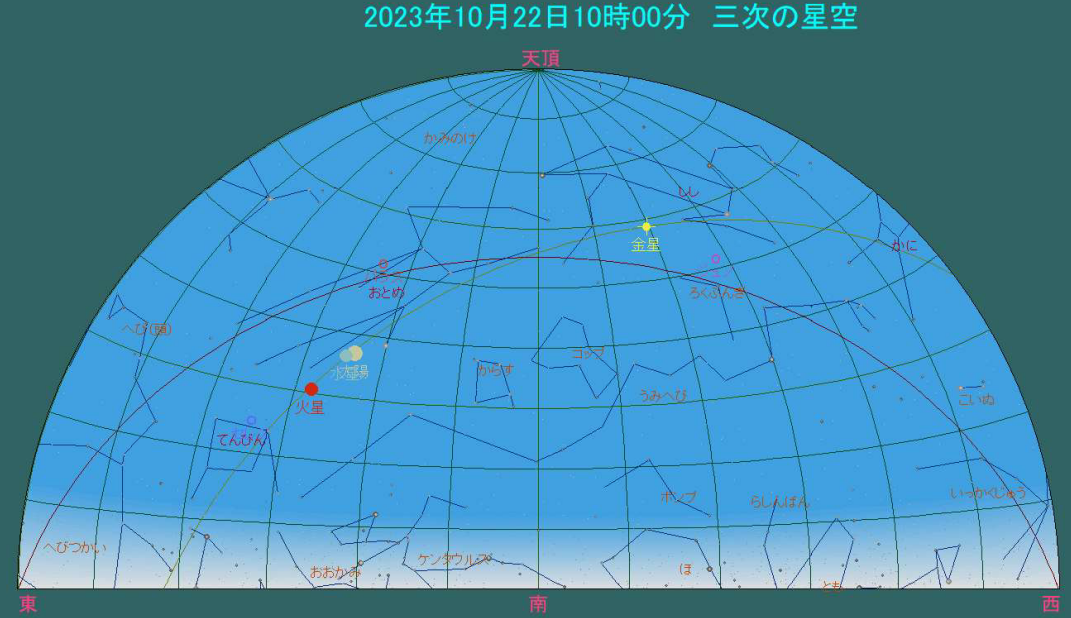 2023年10月22日10時00分　三次の星空
天頂
かみのけ
しし
金星
かに
おとめ
ろくぶんぎ
へび(頭)
コップ
からす
うみへび
こいぬ
火星
てんびん
ポンプ
らしんばん
いっかくじゅう
へびつかい
おおかみ
ケンタウルス
ほ
とも
東
南
西